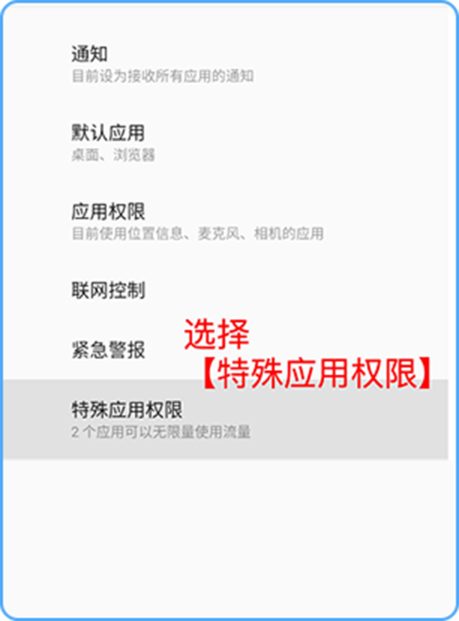 通知
目前设为接收所有应用的通知
默认应用
桌面、浏览器
应用权限
目前使用位置信息、麦克风、相机的应用
联网控制
紧急警报
选择
【特殊应用权限】
特殊应用权限
2 个应用可以无限量使用流量